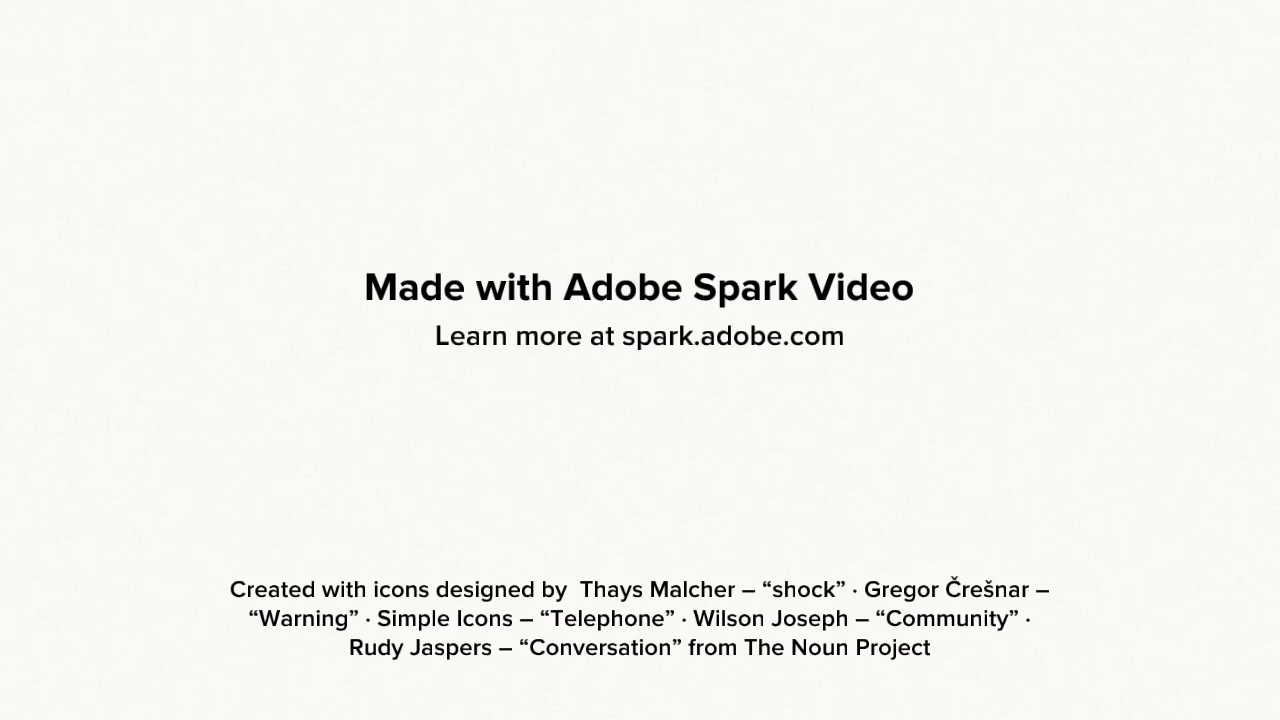 Made with Adobe Spark Video
Learn more at spark.adobe.com
Created with icons designed by  Thays Malcher – “shock” · Gregor Črešnar –
“Warning” · Simple Icons – “Telephone” · Wilson Joseph – “Community” ·
Rudy Jaspers – “Conversation” from The Noun Project